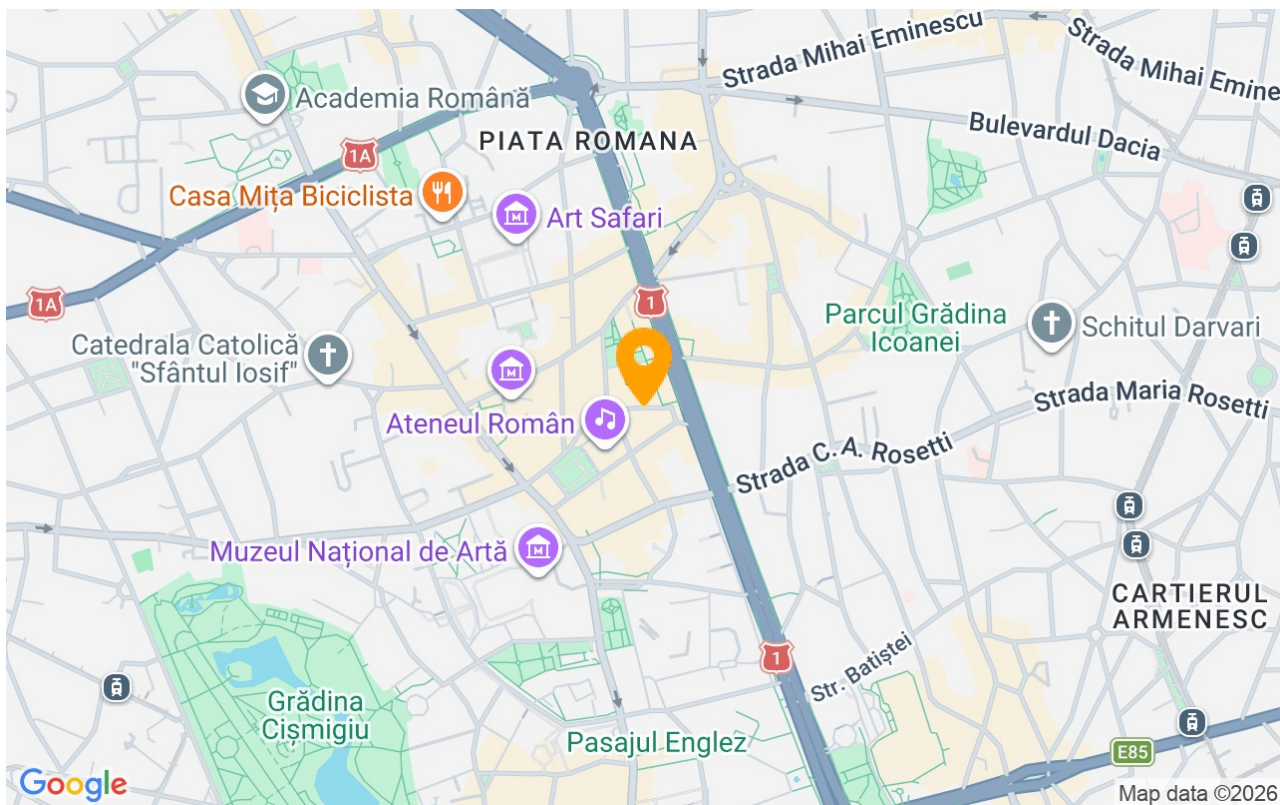 Strada Mihai Eminescu
Strada Mihai Emine
Academia Română
PIATA ROMANA
Bulevardul Dacia
1A
Casa Mița Biciclista
Art Safari
1A
1
Parcul Grădina
Icoanei
Schitul Darvari
Catedrala Catolică
"Sfântul Iosif"
Strada Maria Rosetti
Ateneul Român
Strada C. A. Rosetti
Muzeul Național de Artă
CARTIERUL
ARMENESC
1
Str. Batiștei
Grădina
Cișmigiu
Pasajul Englez
E85
Google
Map data ©2026